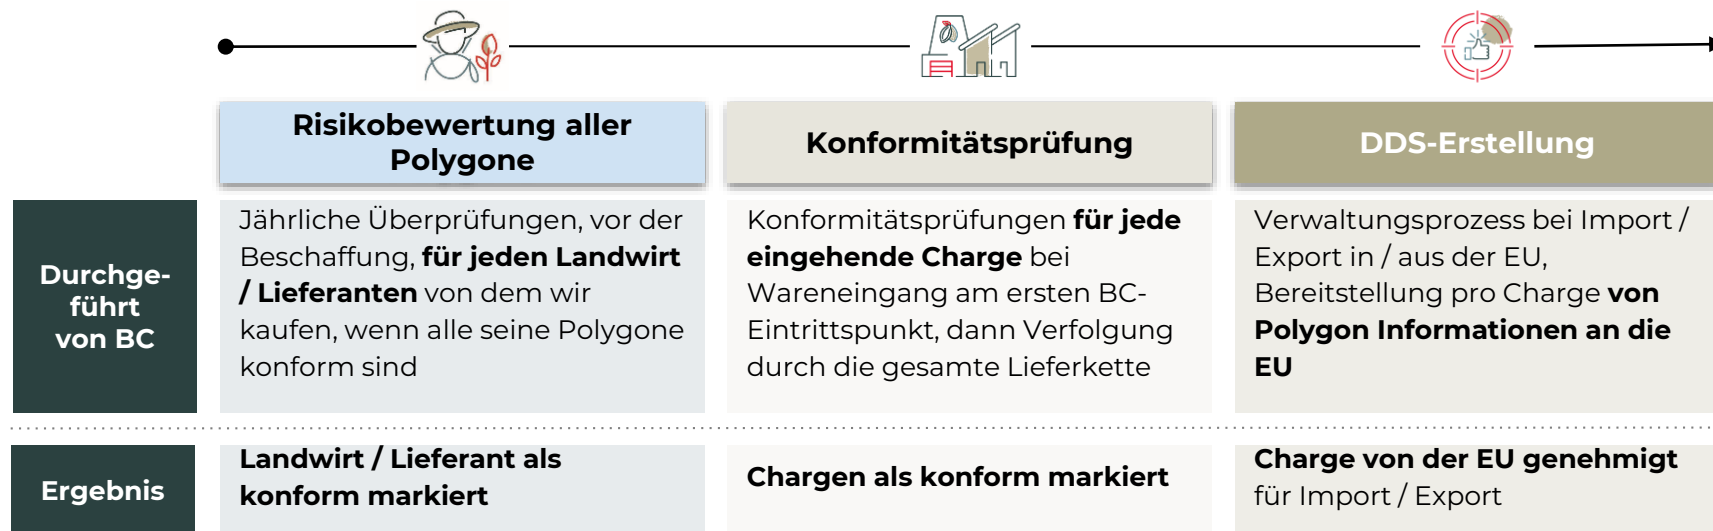 Risikobewertung aller
Polygone
Konformitätsprüfung
DDS-Erstellung
Durchge-
führt
von BC
Jährliche Überprüfungen, vor der
Beschaffung, für jeden Landwirt
/ Lieferanten von dem wir
kaufen, wenn alle seine Polygone
konform sind
Konformitätsprüfungen für jede
eingehende Charge bei
Wareneingang am ersten BC-
Eintrittspunkt, dann Verfolgung
durch die gesamte Lieferkette
Verwaltungsprozess bei Import /
Export in / aus der EU,
Bereitstellung pro Charge von
Polygon Informationen an die
EU
Ergebnis
Landwirt / Lieferant als
konform markiert
Chargen als konform markiert
Charge von der EU genehmigt
für Import / Export